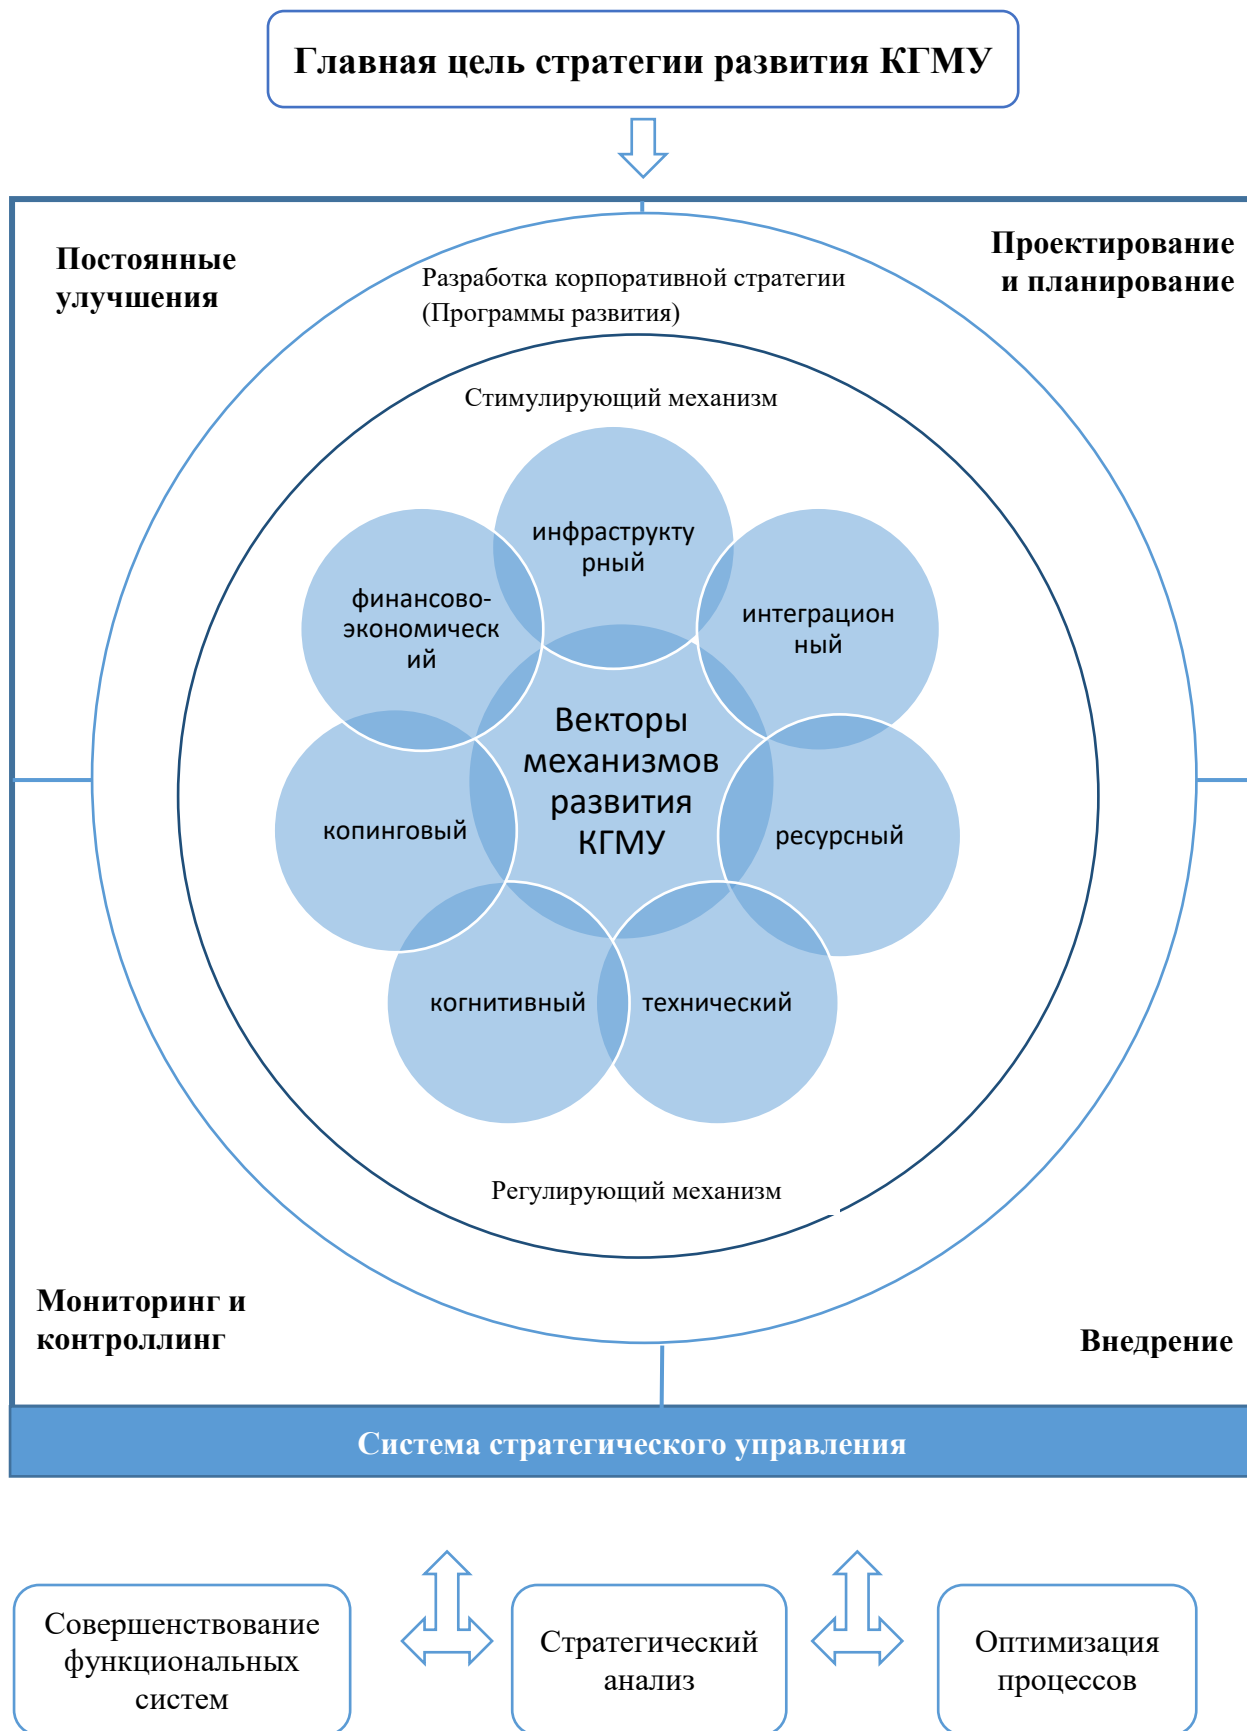 Главная цель стратегии развития КГМУ
Постоянные
улучшения
Проектирование
и планирование
Разработка корпоративной стратегии
(Программы развития)
Стимулирующий механизм
инфраструкту
рный
финансово-
экономическ
ий
интеграцион
ный
Векторы
механизмов
развития
КГМУ
копинговый
ресурсный
когнитивный
технический
Регулирующий механизм
Мониторинг и
контроллинг
Внедрение
Система стратегического управления
Совершенствование
функциональных
систем
Стратегический
анализ
Оптимизация
процессов